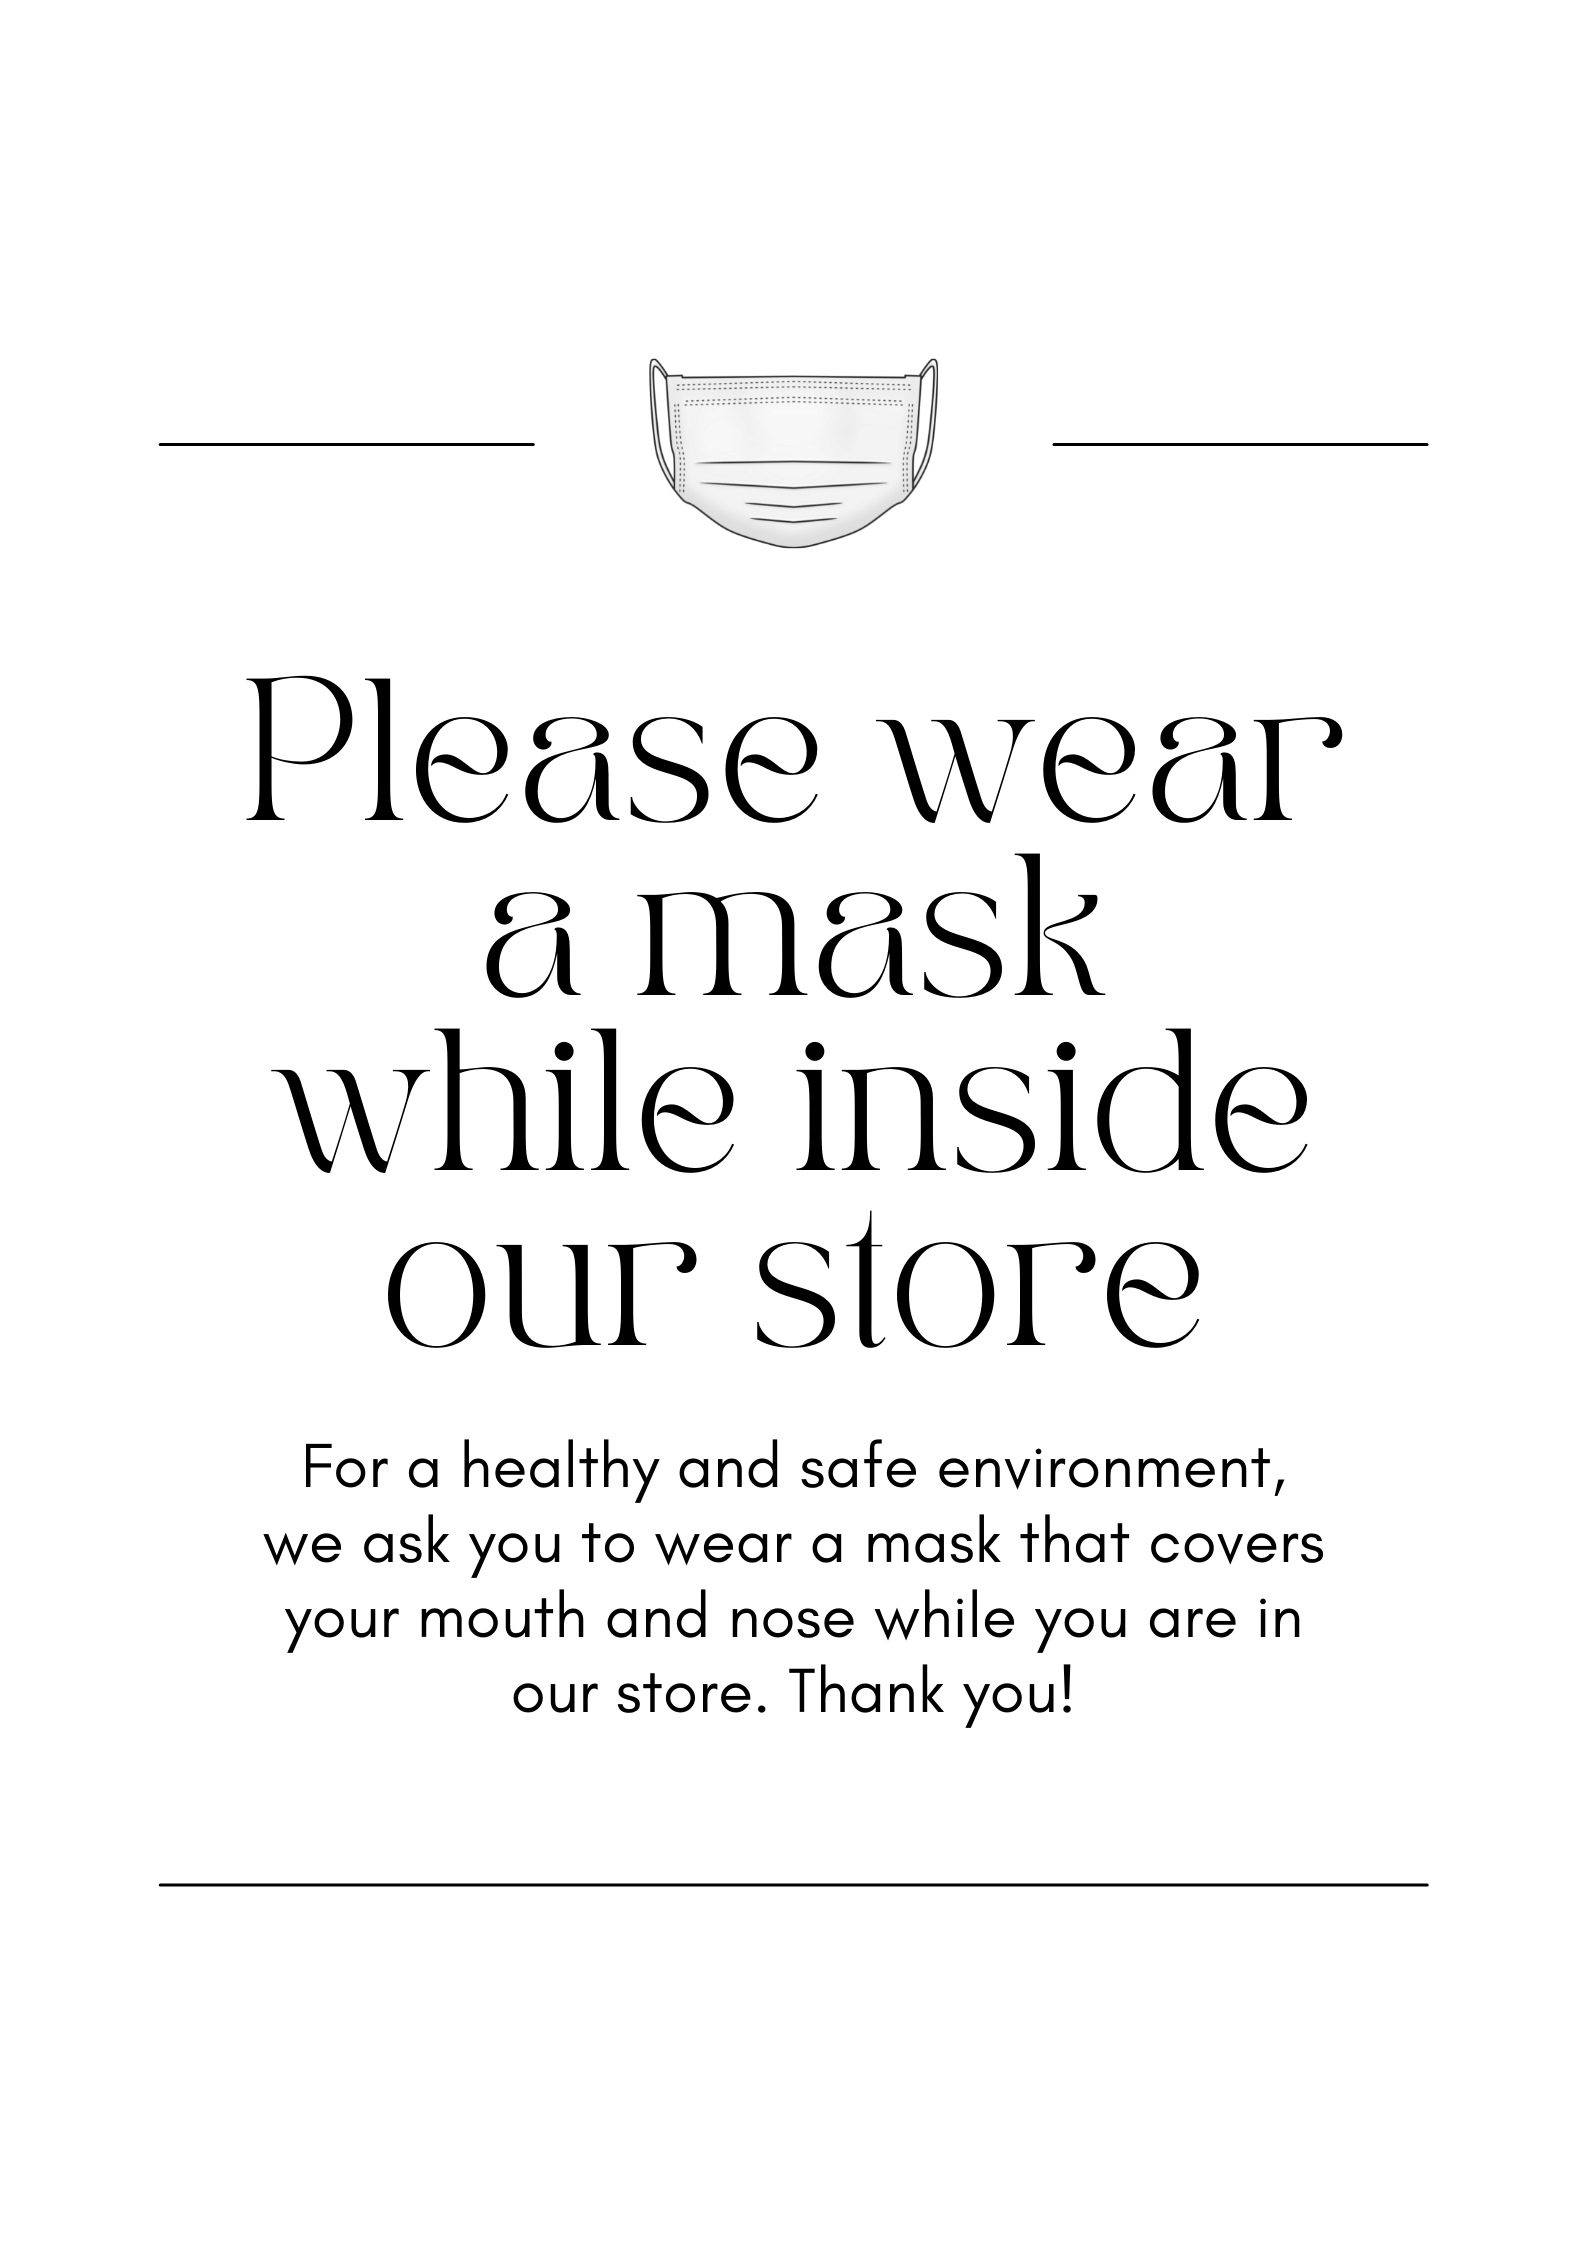 Please wear
a mask
while inside
our store
For a healthy and safe environment,
we ask you to wear a mask that covers
your mouth and nose while you are in
our store. Thank you!